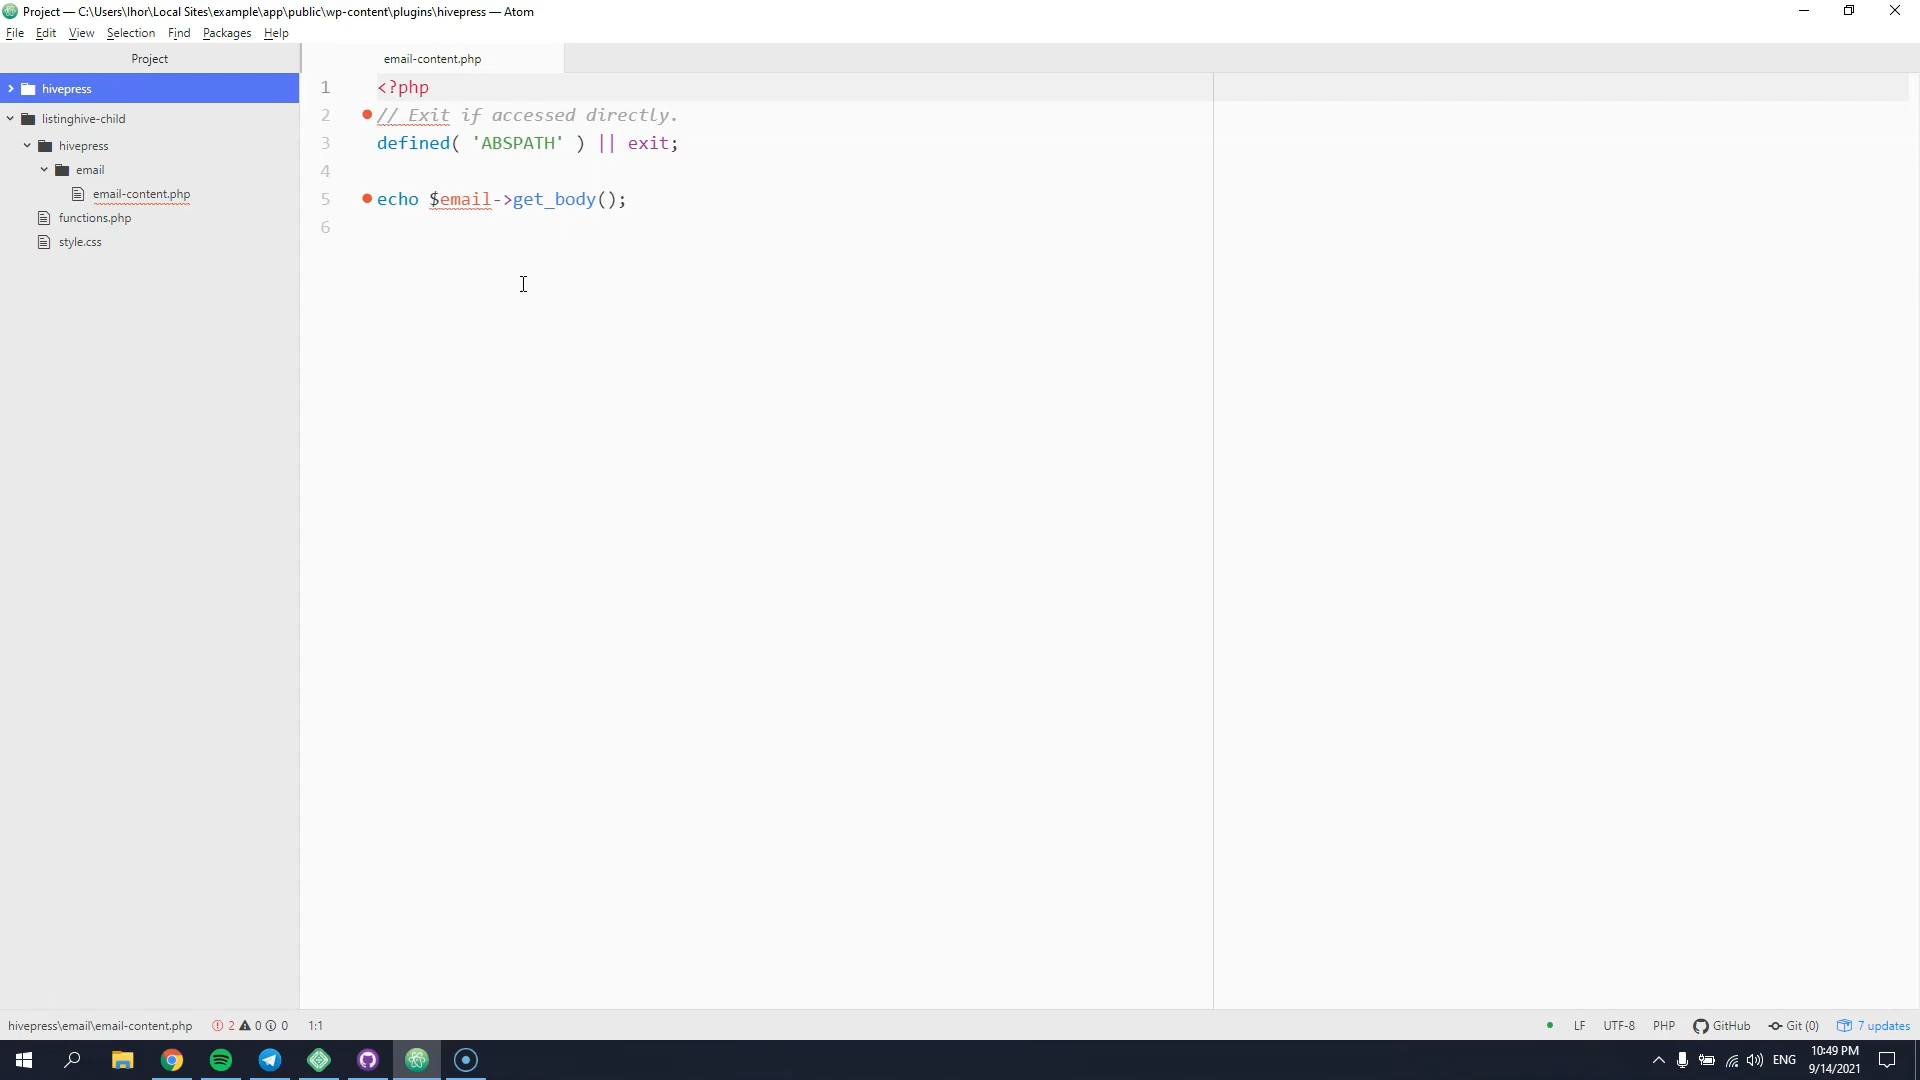 Project — C:\Users\Ihor\Local Sites\example\app\public\wp-content\plugins\hivepress — Atom
File Edit View Selection Find Packages Help
Project
email-content.php
hivepress
listinghive-child
hivepress
email
email-content.php
functions.php
style.css
1 <?php
2 // Exit if accessed directly.
3 defined( 'ABSPATH' ) || exit;
4
5 echo $email->get_body();
6
hivepress\email\email-content.php 2 0 0 1:1
LF UTF-8 PHP GitHub Git (0) 7 updates
ENG
10:49 PM
9/14/2021